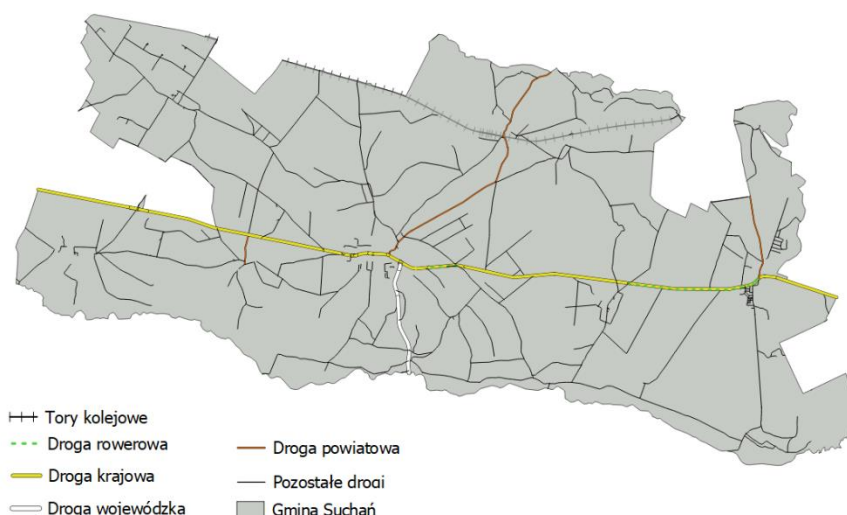 Tory kolejowe
Droga rowerowa
Droga krajowa
Droga wojewódzka
Droga powiatowa
Pozostałe drogi
Gmina Suchań